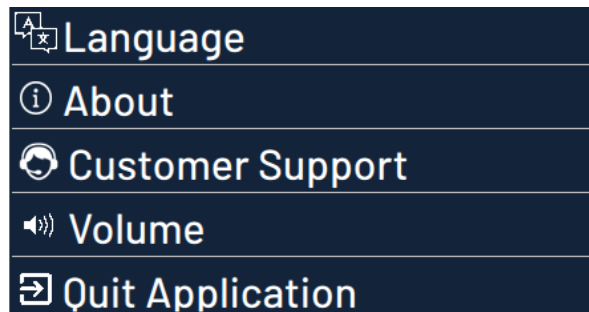 Language
About
Customer Support
Volume
Quit Application